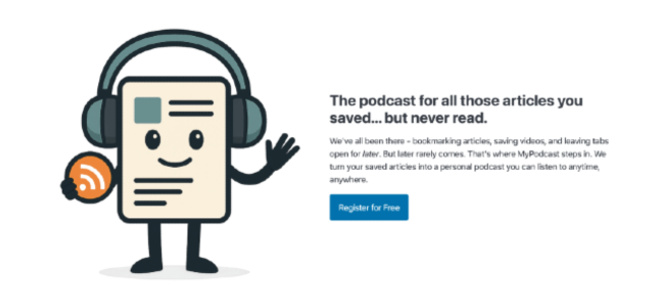 The podcast for all those articles you
saved... but never read.
We've all been there – bookmarking articles, saving videos, and leaving tabs
open for later. But later rarely comes. That's where MyPodcast steps in. We
turn your saved articles into a personal podcast you can listen to anytime,
anywhere.
Register for Free